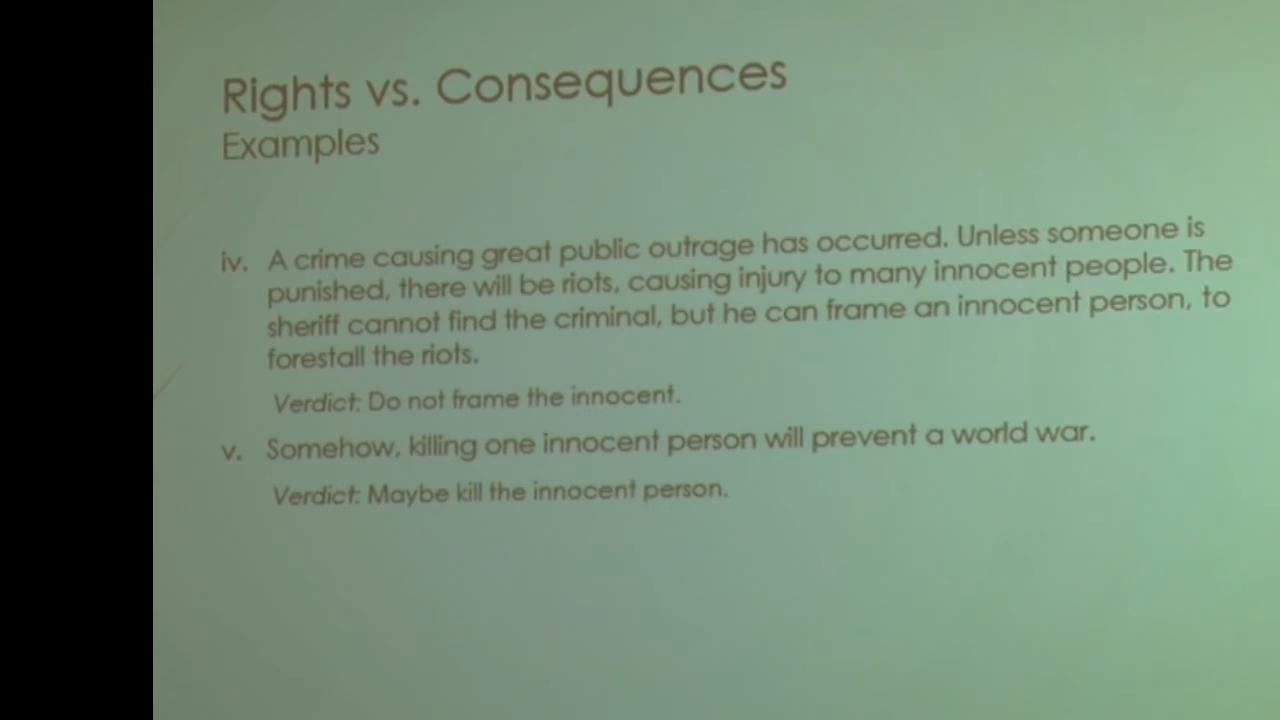 Rights vs. Consequences
Examples
iv. A crime causing great public outrage has occurred. Unless someone is
punished, there will be riots, causing injury to many innocent people. The
sheriff cannot find the criminal, but he can frame an innocent person, to
forestall the riots.
Verdict: Do not frame the innocent.
v. Somehow, killing one innocent person will prevent a world war.
Verdict: Maybe kill the innocent person.